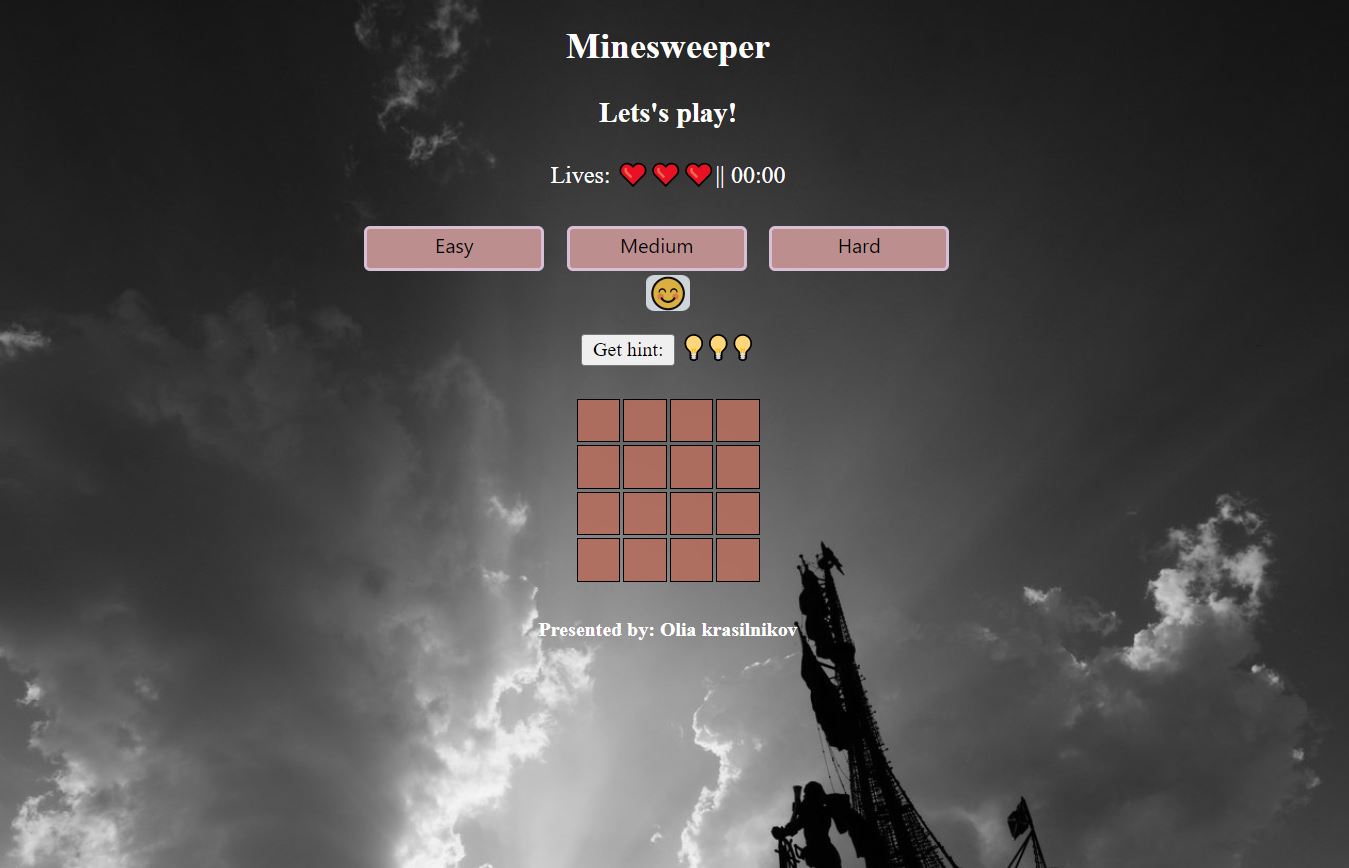 Minesweeper
Lets's play!
Lives: ❤️❤️❤️|| 00:00
Easy Medium Hard
Get hint:
Presented by: Olia krasilnikov